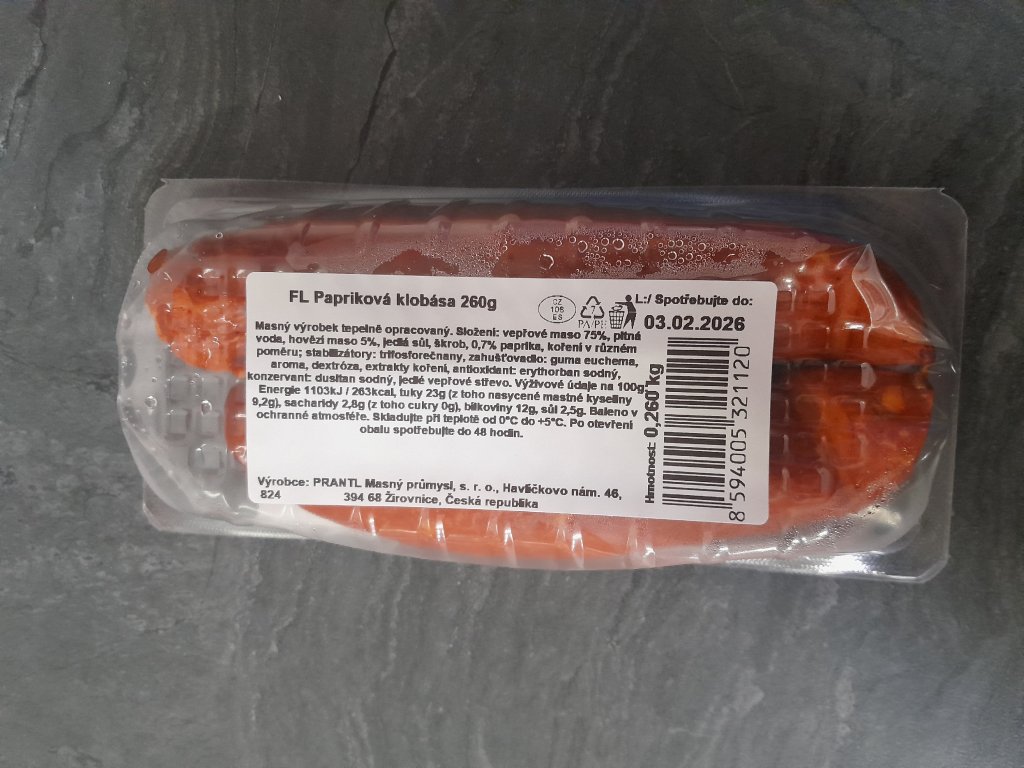 FL Papriková klobása 260g
CZ
106
ES
7
PA/PE
L:/ Spotřebujte do:
03.02.2026
Masný výrobek tepelně opracovaný. Složení: vepřové maso 75%, pitná
voda, hovězí maso 5%, jedlá sůl, škrob, 0,7% paprika, koření v různém
poměru; stabilizátory: trifosforečnany, zahušťovadlo: guma euchema,
aroma, dextróza, extrakty koření, antioxidant: erythorban sodný,
konzervant: dusitan sodný, jedlé vepřové střevo. Výživové údaje na 100g
Energie 1103kJ / 263kcal, tuky 23g (z toho nasycené mastné kyseliny
9,2g), sacharidy 2,8g (z toho cukry 0g), bílkoviny 12g, sůl 2,5g. Baleno v
ochranné atmosféře. Skladujte při teplotě od 0°C do +5°C. Po otevření
obalu spotřebujte do 48 hodin.
Výrobce: PRANTL Masný průmysl, s. r. o., Havlíčkovo nám. 46,
824 394 68 Žirovnice, Česká republika
Hmotnost: 0,260 kg
8 594005 321120